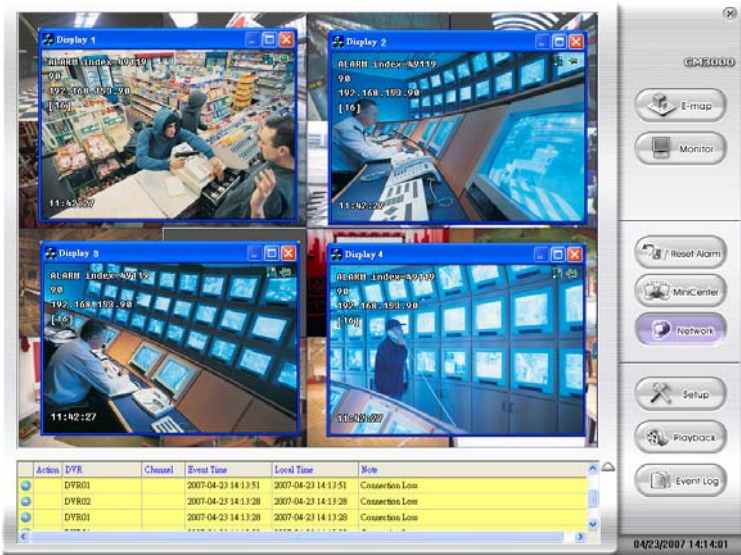 Display 1
ALARM index=49119
90
192.168.153.90
[16]
11:42:27
Display 2
ALARM index=49119
90
192.168.153.90
[16]
11:42:27
Display 3
ALARM index=49119
90
192.168.153.90
[16]
11:42:27
Display 4
ALARM index=49119
90
192.168.153.90
[16]
11:42:27
CM3000
E-map
Monitor
Reset Alarm
MiniCenter
Network
Setup
Playback
Event Log
Action DVR Channel Event Time Local Time Note
DVR01 2007-04-23 14:13:51 2007-04-23 14:13:51 Connection Loss
DVR02 2007-04-23 14:13:28 2007-04-23 14:13:28 Connection Loss
DVR01 2007-04-23 14:13:28 2007-04-23 14:13:28 Connection Loss
04/23/2007 14:14:01